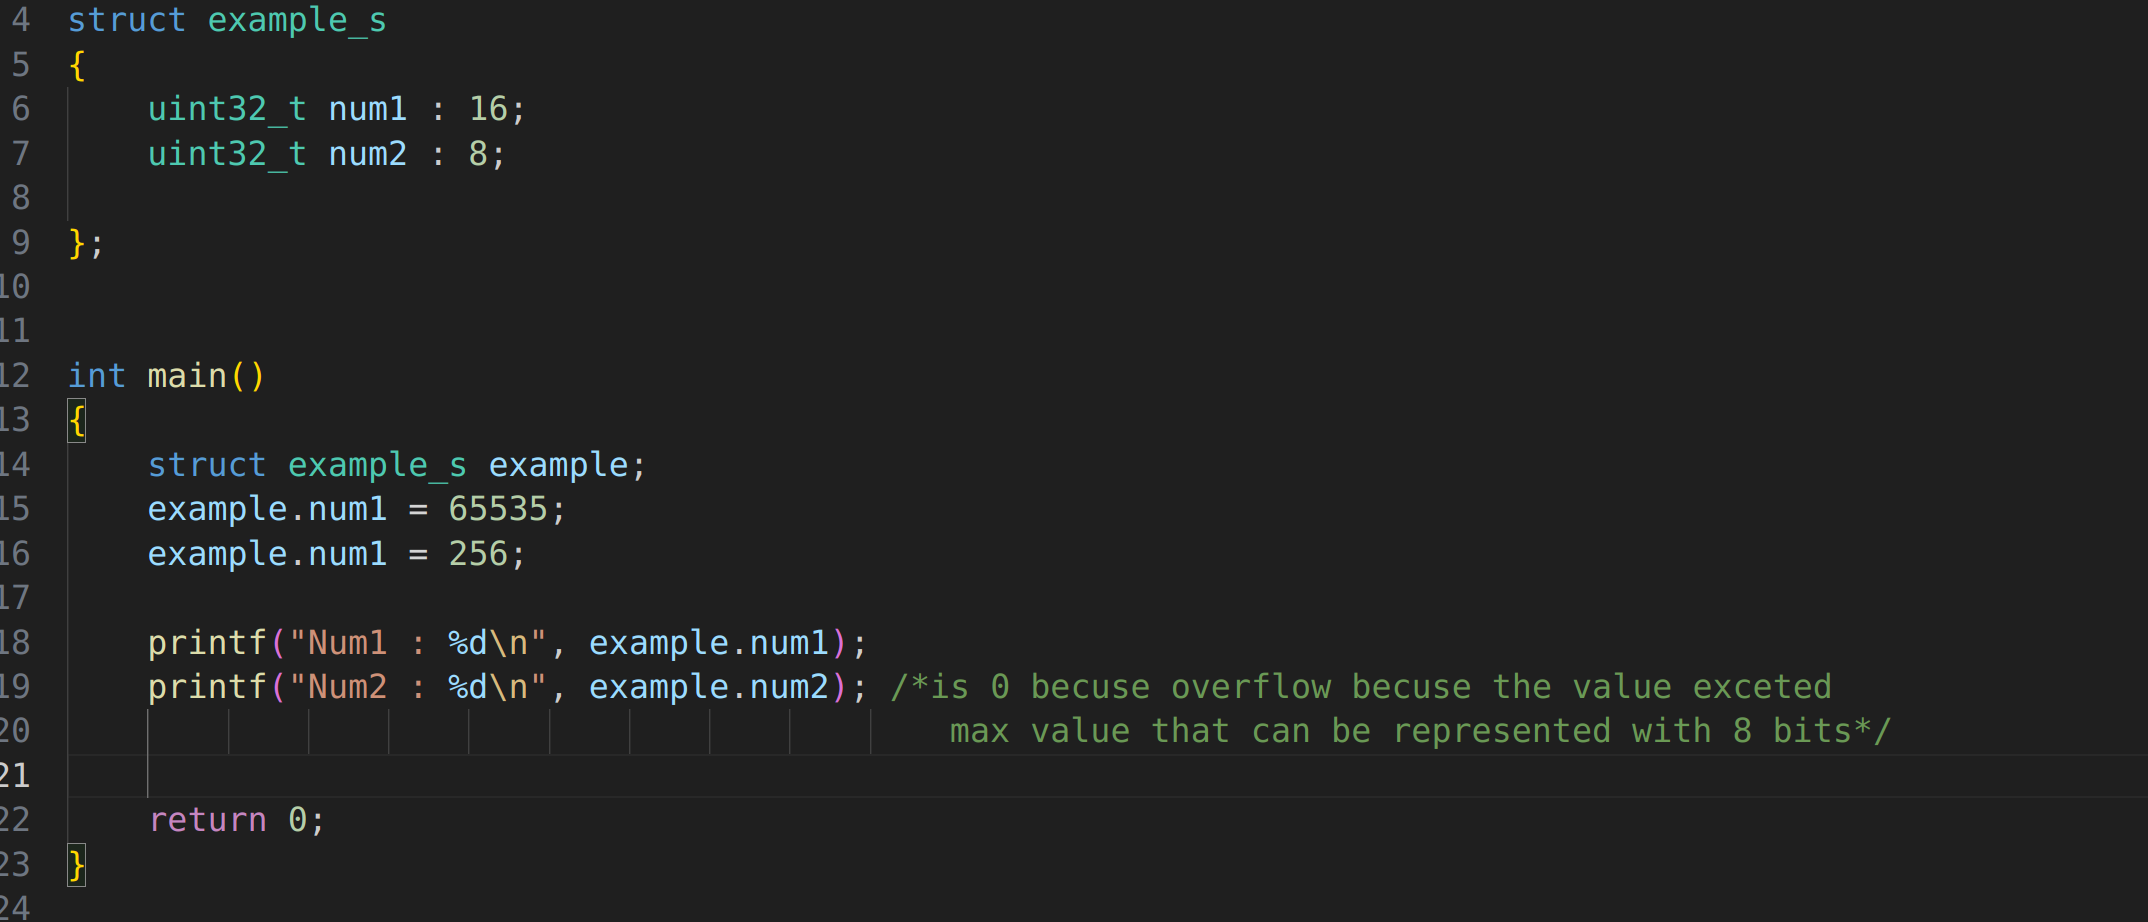 4 struct example_s
5 {
6 uint32_t num1 : 16;
7 uint32_t num2 : 8;
8
9 };
10
11
12 int main()
13 {
14 struct example_s example;
15 example.num1 = 65535;
16 example.num1 = 256;
17
18 printf("Num1 : %d\n", example.num1);
19 printf("Num2 : %d\n", example.num2); /*is 0 becuse overflow becuse the value exceted
20 max value that can be represented with 8 bits*/
21
22 return 0;
23 }
24